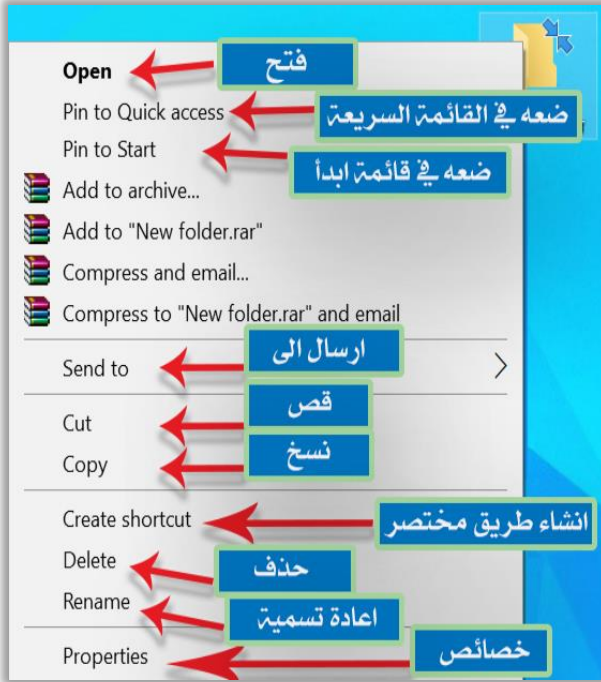 Open
فتح
Pin to Quick access
ضعه في القائمة السريعة
Pin to Start
ضعه في قائمة ابدأ
Add to archive...
Add to "New folder.rar"
Compress and email...
Compress to "New folder.rar" and email
Send to
ارسال الى
Cut
قص
Copy
نسخ
Create shortcut
انشاء طريق مختصر
Delete
حذف
Rename
اعادة تسمية
Properties
خصائص